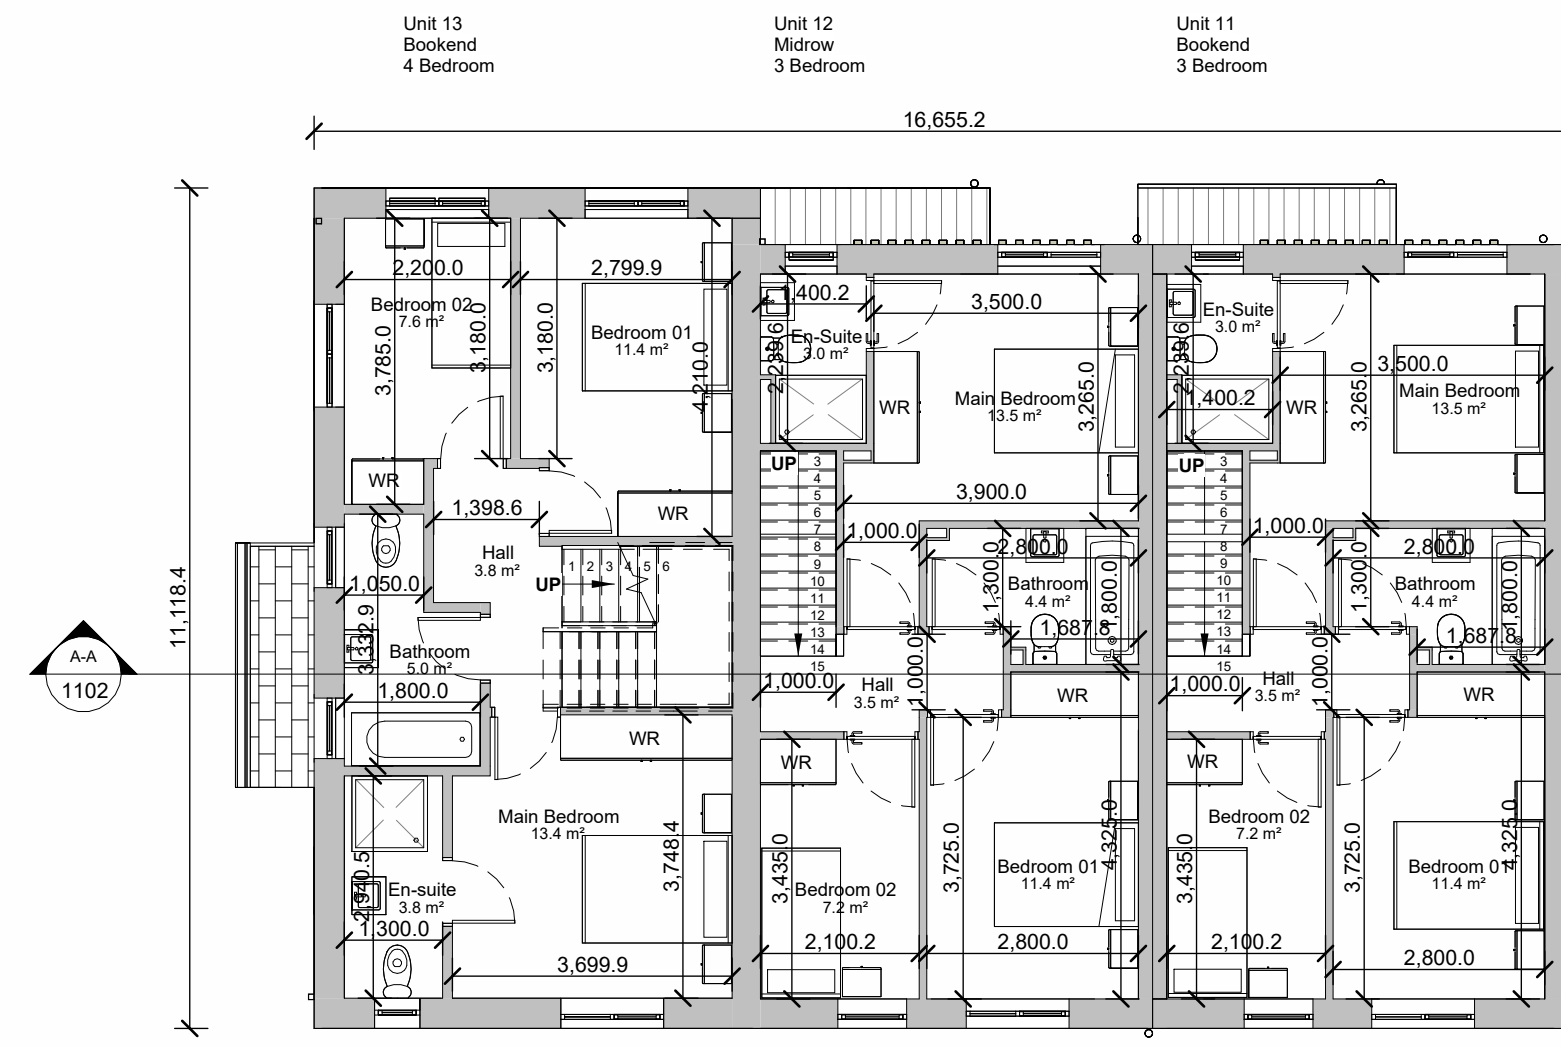 Unit 13
Bookend
4 Bedroom
Unit 12
Midrow
3 Bedroom
Unit 11
Bookend
3 Bedroom
16,655.2
11,118.4
A-A
1102
2,200.0
Bedroom 02
7.6 m²
3,785.0
3,180.0
WR
2,799.9
Bedroom 01
11.4 m²
3,180.0
4,210.0
WR
1,398.6
Hall
3.8 m²
UP
1 2 3 4 5 6
1,050.0
3,332.9
Bathroom
5.0 m²
1,800.0
WR
Main Bedroom
13.4 m²
3,748.4
2,940.5
En-suite
3.8 m²
1,300.0
3,699.9
1,400.2
En-Suite
3.0 m²
2,239.6
3,500.0
WR
Main Bedroom
13.5 m²
3,265.0
UP
3
4
5
6
7
8
9
10
11
12
13
14
15
3,900.0
1,000.0
2,800.0
1,300.0
Bathroom
4.4 m²
1,800.0
1,687.8
1,000.0
Hall
3.5 m²
1,000.0
WR
WR
3,435.0
Bedroom 02
7.2 m²
2,100.2
3,725.0
4,325.0
Bedroom 01
11.4 m²
2,800.0
En-Suite
3.0 m²
2,239.6
1,400.2
3,500.0
WR
Main Bedroom
13.5 m²
3,265.0
UP
3
4
5
6
7
8
9
10
11
12
13
14
15
1,000.0
2,800.0
1,300.0
Bathroom
4.4 m²
1,800.0
1,687.8
1,000.0
Hall
3.5 m²
1,000.0
WR
WR
3,435.0
Bedroom 02
7.2 m²
2,100.2
3,725.0
4,325.0
Bedroom 01
11.4 m²
2,800.0